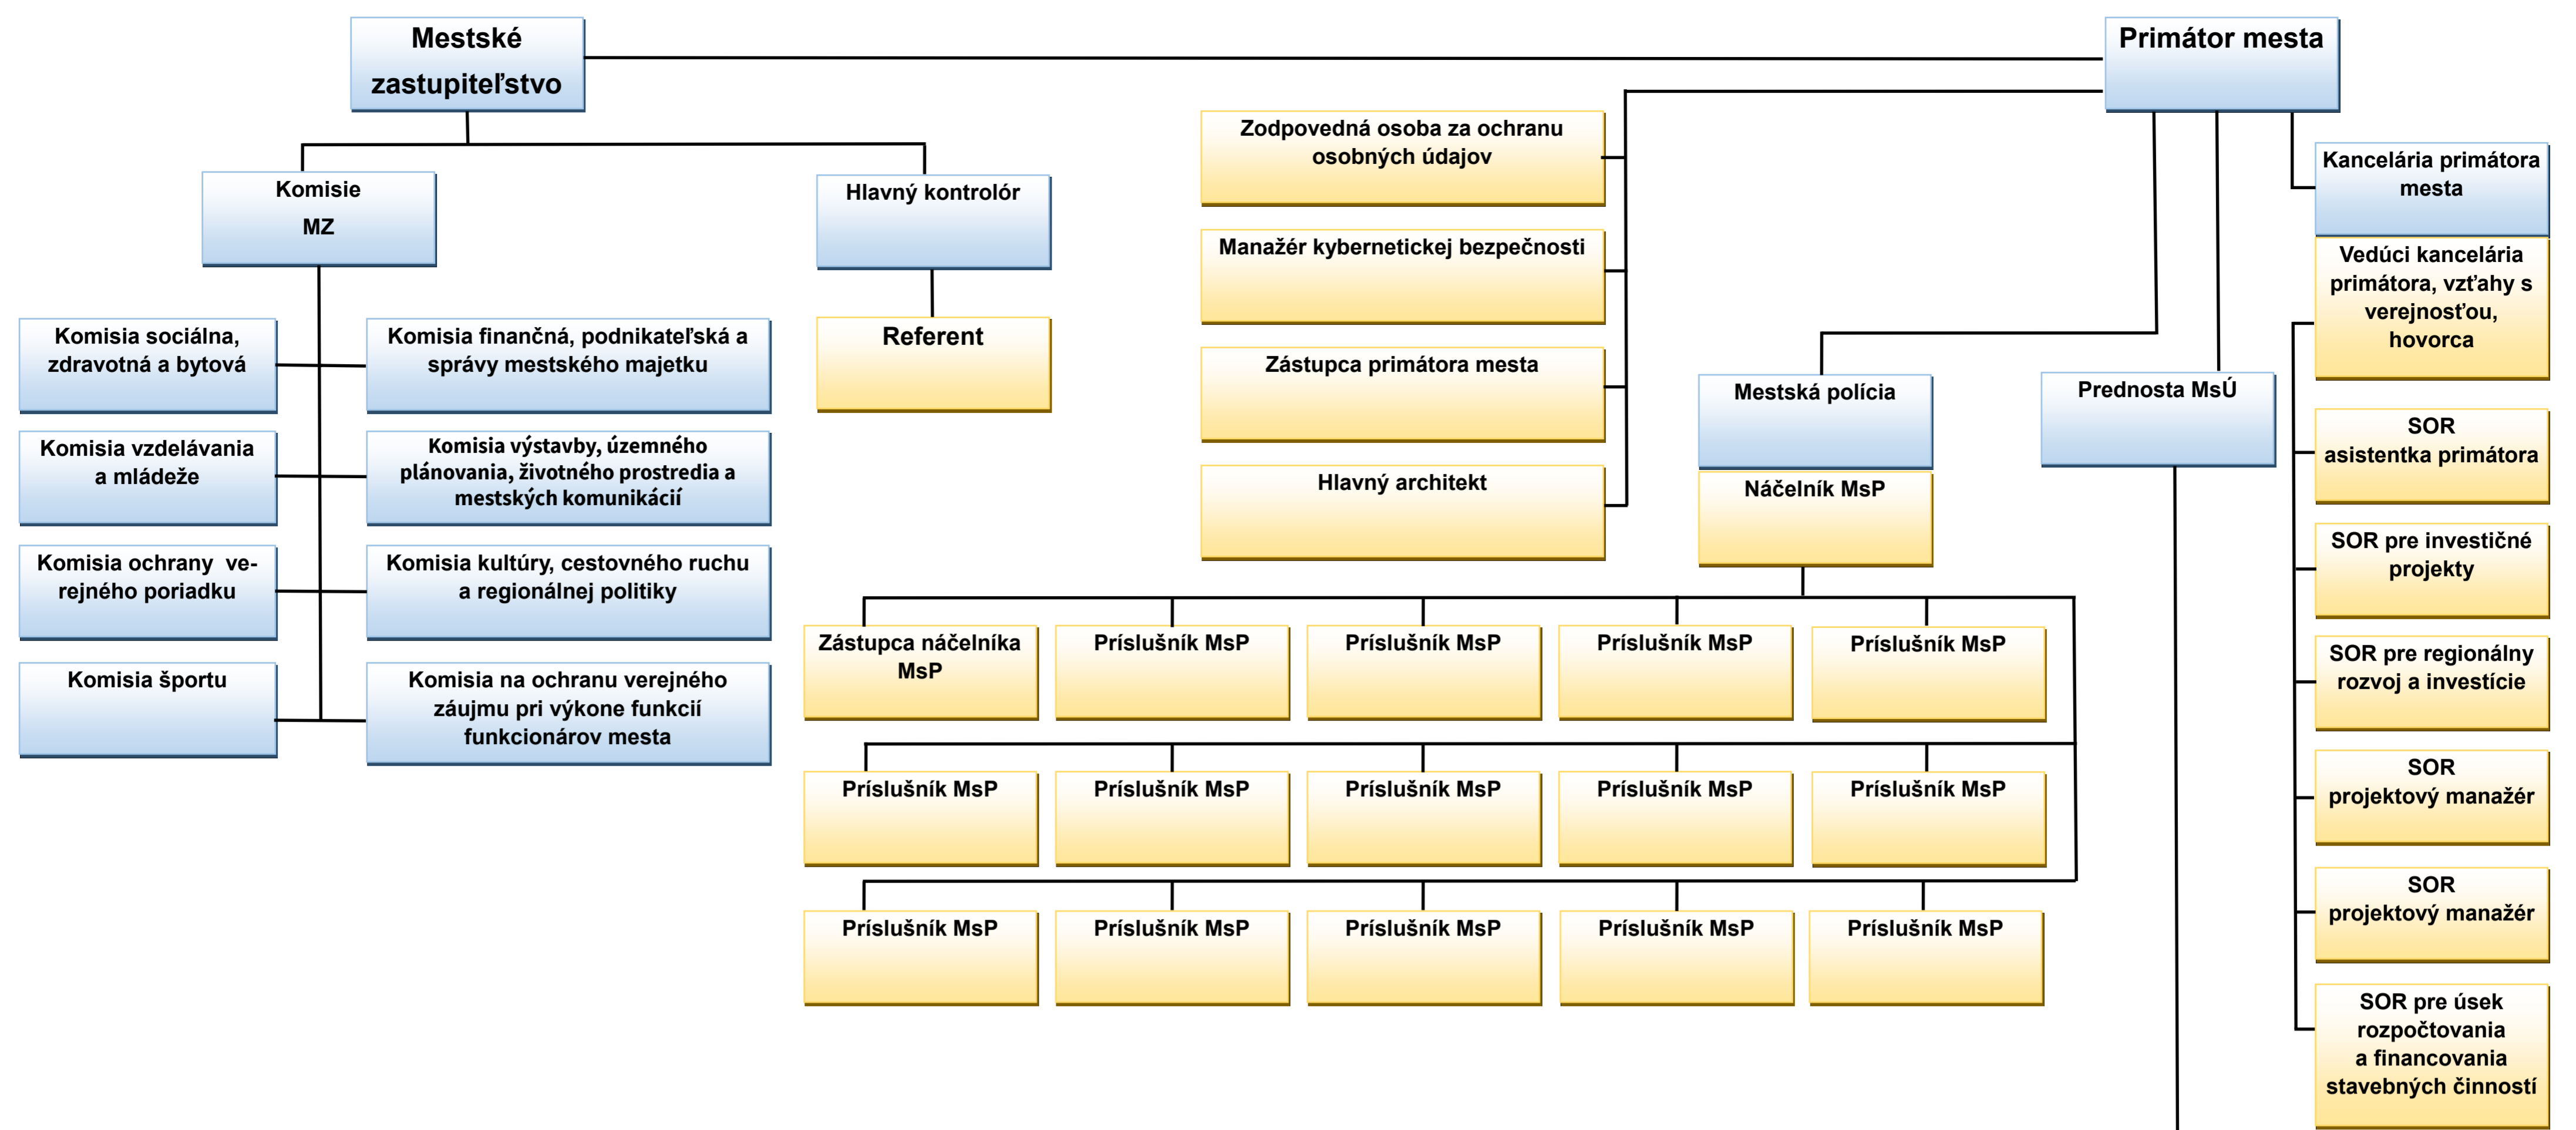 Mestské
zastupiteľstvo
Primátor mesta
Komisie
MZ
Hlavný kontrolór
Referent
Komisia sociálna,
zdravotná a bytová
Komisia finančná, podnikateľská a
správy mestského majetku
Komisia vzdelávania
a mládeže
Komisia výstavby, územného
plánovania, životného prostredia a
mestských komunikácií
Komisia ochrany  ve-
rejného poriadku
Komisia kultúry, cestovného ruchu
a regionálnej politiky
Komisia športu
Komisia na ochranu verejného
záujmu pri výkone funkcií
funkcionárov mesta
Zodpovedná osoba za ochranu
osobných údajov
Manažér kybernetickej bezpečnosti
Zástupca primátora mesta
Hlavný architekt
Mestská polícia
Náčelník MsP
Zástupca náčelníka
MsP
Príslušník MsP
Príslušník MsP
Príslušník MsP
Príslušník MsP
Príslušník MsP
Príslušník MsP
Príslušník MsP
Príslušník MsP
Príslušník MsP
Príslušník MsP
Príslušník MsP
Príslušník MsP
Príslušník MsP
Príslušník MsP
Prednosta MsÚ
Kancelária primátora
mesta
Vedúci kancelária
primátora, vzťahy s
verejnosťou,
hovorca
SOR
asistentka primátora
SOR pre investičné
projekty
SOR pre regionálny
rozvoj a investície
SOR
projektový manažér
SOR
projektový manažér
SOR pre úsek
rozpočtovania
a financovania
stavebných činností